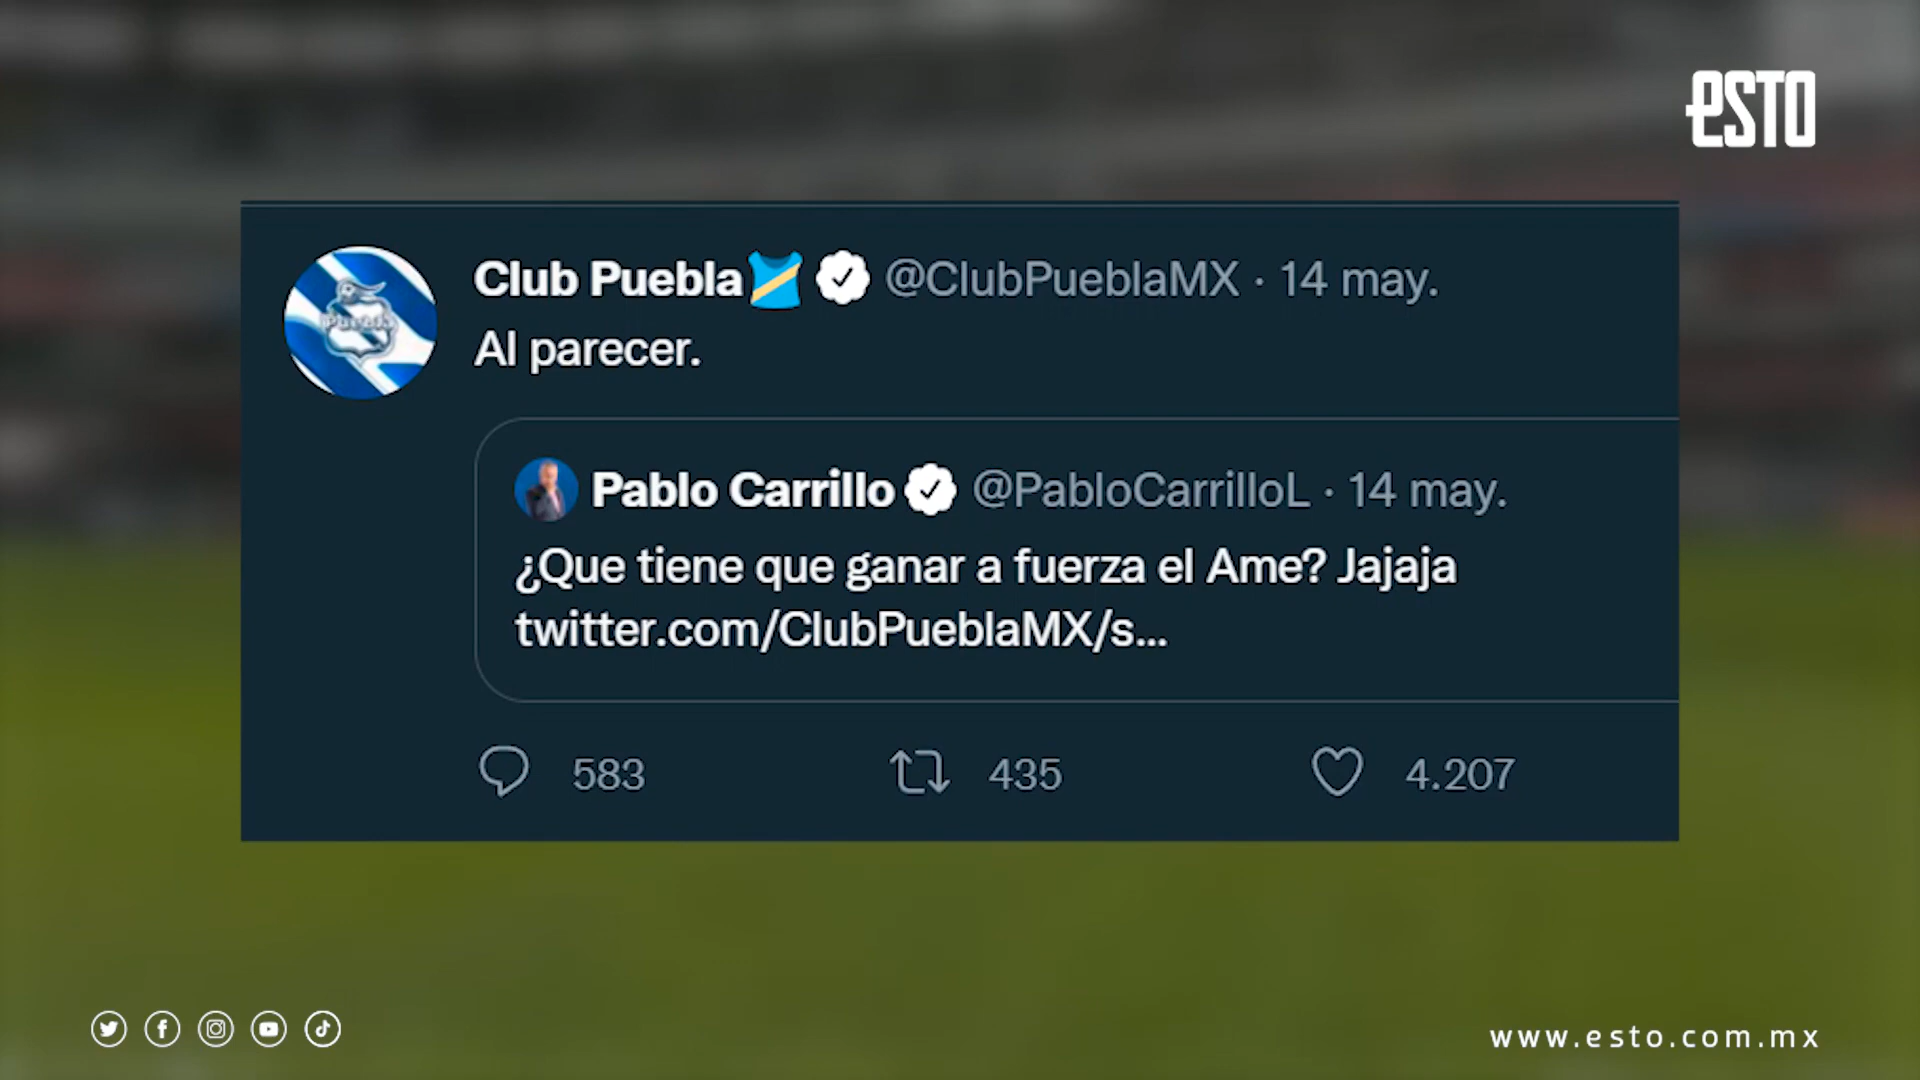 esto
Club Puebla @ClubPueblaMX · 14 may.
Al parecer.
Puebla
Pablo Carrillo @PabloCarrilloL · 14 may.
¿Que tiene que ganar a fuerza el Ame? Jajaja
twitter.com/ClubPueblaMX/s...
583 435 4.207
www.esto.com.mx